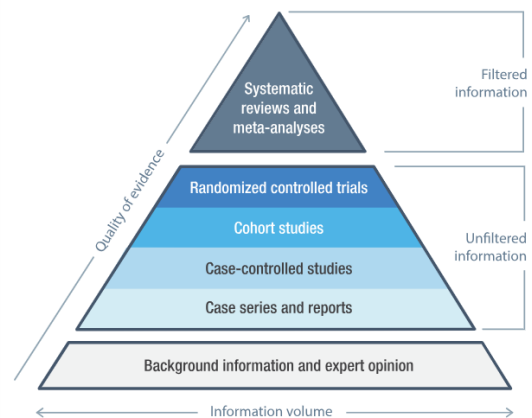 Systematic
reviews and
meta-analyses
Filtered
information
Quality of evidence
Randomized controlled trials
Cohort studies
Unfiltered
information
Case-controlled studies
Case series and reports
Background information and expert opinion
Information volume